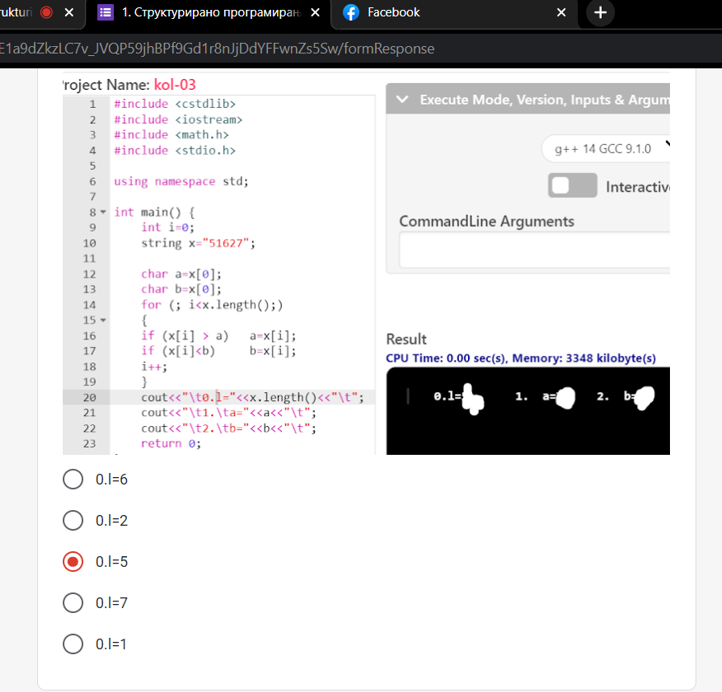 rukturi
1. Структурирано програмиран
Facebook
E1a9dZkzLC7v_JVQP59jhBPf9Gd1r8nJjDdYFFwnZs5Sw/formResponse
roject Name: kol-03
1 #include <cstdlib>
2 #include <iostream>
3 #include <math.h>
4 #include <stdio.h>
5
6 using namespace std;
7
8 int main() {
9 int i=0;
10 string x="51627";
11
12 char a=x[0];
13 char b=x[0];
14 for (; i<x.length();)
15 {
16 if (x[i] > a) a=x[i];
17 if (x[i]<b) b=x[i];
18 i++;
19 }
20 cout<<"\t0.l="<<x.length()<<"\t";
21 cout<<"\t1.\ta="<<a<<"\t";
22 cout<<"\t2.\tb="<<b<<"\t";
23 return 0;
Execute Mode, Version, Inputs & Argum
g++ 14 GCC 9.1.0
Interactiv
CommandLine Arguments
Result
CPU Time: 0.00 sec(s), Memory: 3348 kilobyte(s)
0.l= 1. a= 2. b=
0.l=6
0.l=2
0.l=5
0.l=7
0.l=1